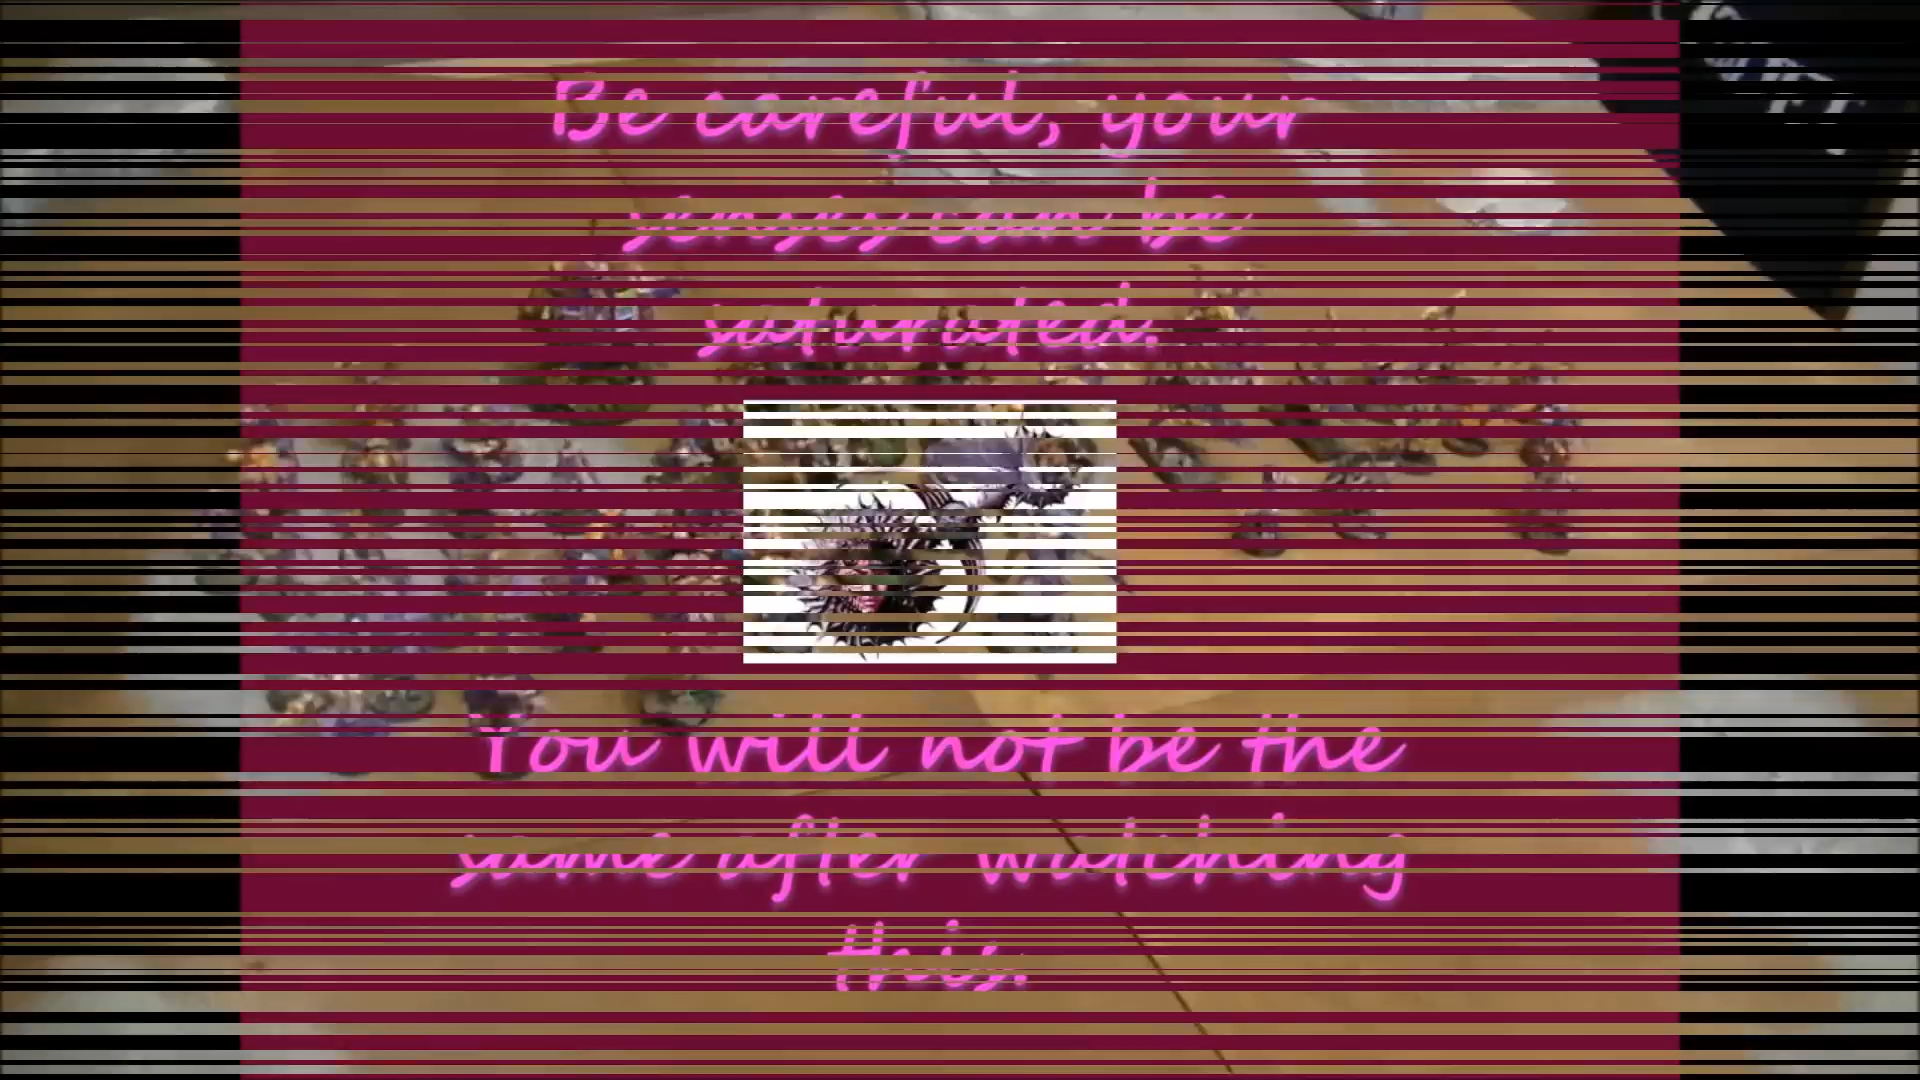 Be careful, your
senses can be
saturated.
You will not be the
same after watching
this.